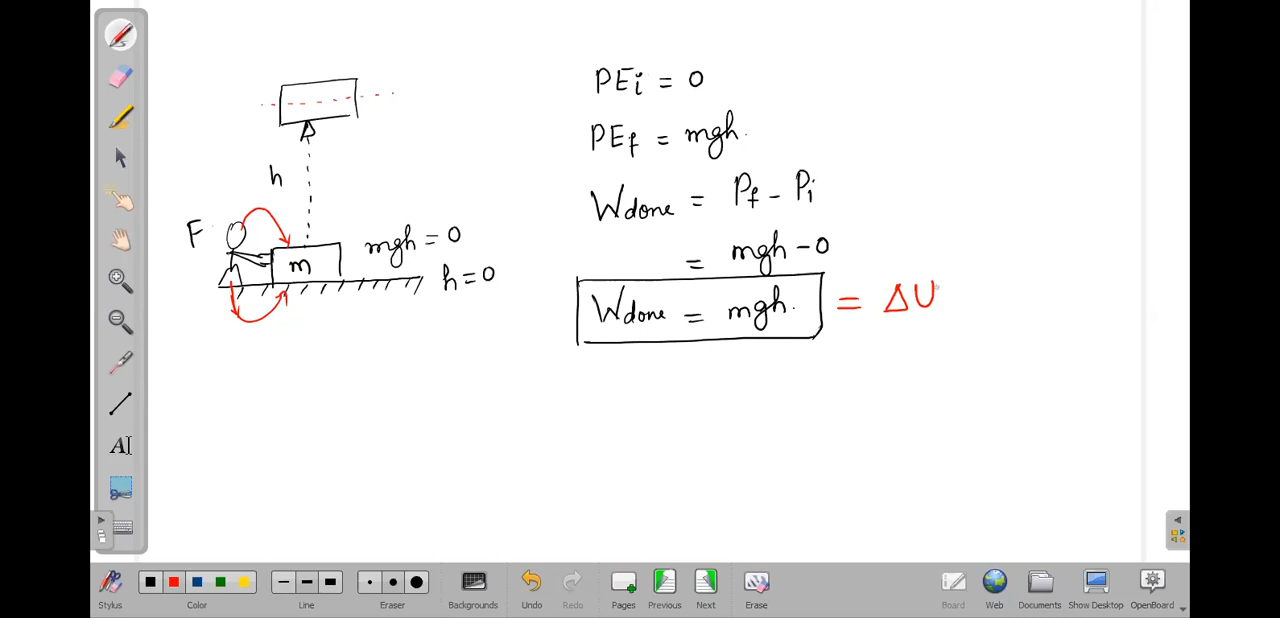 PEi = 0
PEf = mgh.
Wdone = Pf - Pi
= mgh - 0
Wdone = mgh. = ΔU
h
F
m
mgh = 0
h = 0
A
Stylus
Color
Line
Eraser
Backgrounds
Undo
Redo
Pages
Previous
Next
Erase
Board
Web
Documents
Show Desktop
OpenBoard